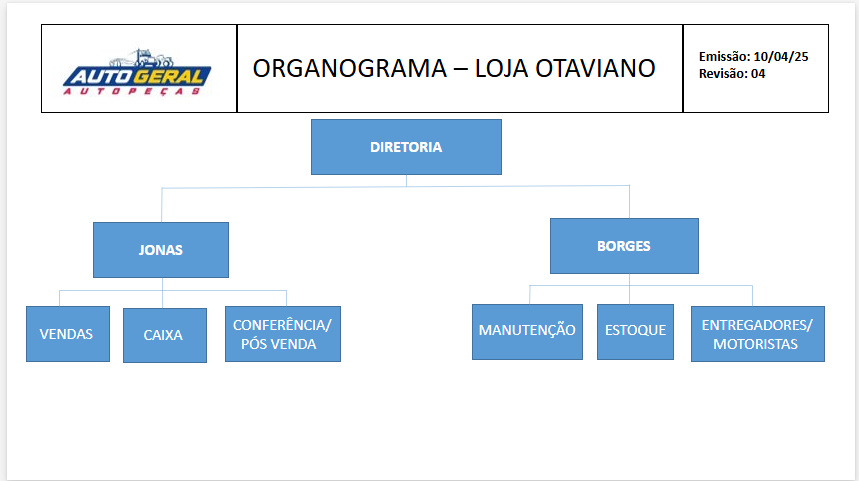 AUTO GERAL
AUTOPEÇAS
ORGANOGRAMA – LOJA OTAVIANO
Emissão: 10/04/25
Revisão: 04
DIRETORIA
JONAS
BORGES
VENDAS
CAIXA
CONFERÊNCIA/
PÓS VENDA
MANUTENÇÃO
ESTOQUE
ENTREGADORES/
MOTORISTAS